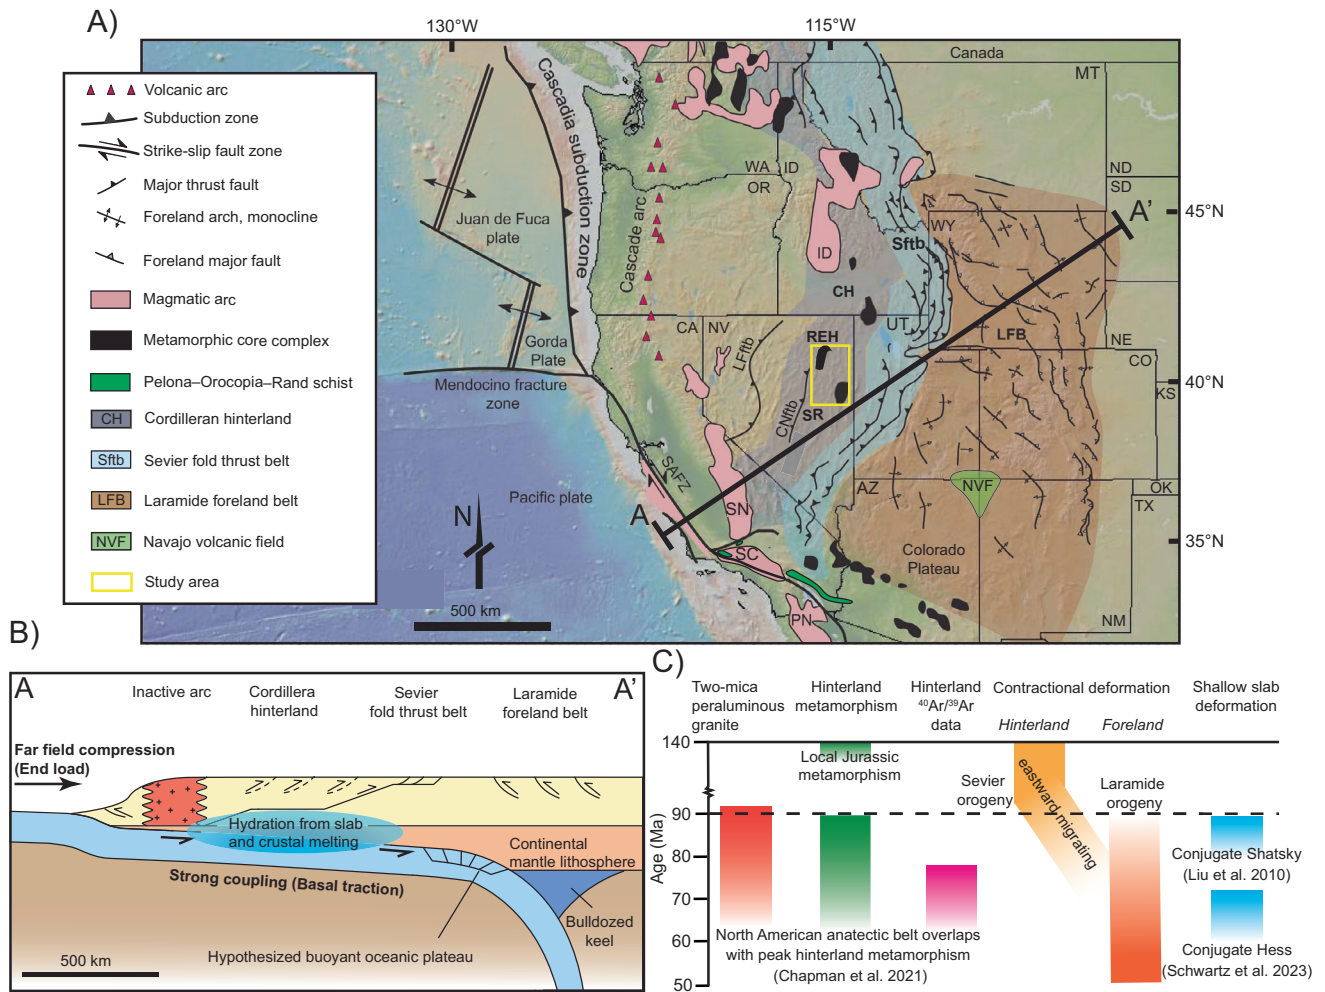 A)
130°W
115°W
Volcanic arc
Subduction zone
Strike-slip fault zone
Major thrust fault
Foreland arch, monocline
Foreland major fault
Magmatic arc
Metamorphic core complex
Pelona–Orocopia–Rand schist
CH
Cordilleran hinterland
Sftb
Sevier fold thrust belt
LFB
Laramide foreland belt
NVF
Navajo volcanic field
Study area
Canada
MT
ND
SD
WA
ID
OR
WY
A'
45°N
Cascadia subduction zone
Cascade arc
Juan de Fuca
plate
Sftb
ID
CH
UT
LFB
CA
NV
REH
LFftb
NE
CO
KS
40°N
Gorda
Plate
Mendocino fracture
zone
CNftb
SR
SAFZ
Pacific plate
N
A
SN
AZ
NVF
OK
TX
SC
Colorado
Plateau
35°N
PN
NM
500 km
B)
A
A'
Inactive arc
Cordillera
hinterland
Sevier
fold thrust belt
Laramide
foreland belt
Far field compression
(End load)
Hydration from slab
and crustal melting
Continental
mantle lithosphere
Strong coupling (Basal traction)
Bulldozed
keel
Hypothesized buoyant oceanic plateau
500 km
C)
Two-mica
peraluminous
granite
Hinterland
metamorphism
Hinterland
⁴⁰Ar/³⁹Ar
data
Contractional deformation
Hinterland
Foreland
Shallow slab
deformation
140
Local Jurassic
metamorphism
Sevier
orogeny
eastward-migrating
Laramide
orogeny
90
80
70
60
50
Age (Ma)
Conjugate Shatsky
(Liu et al. 2010)
Conjugate Hess
(Schwartz et al. 2023)
North American anatectic belt overlaps
with peak hinterland metamorphism
(Chapman et al. 2021)